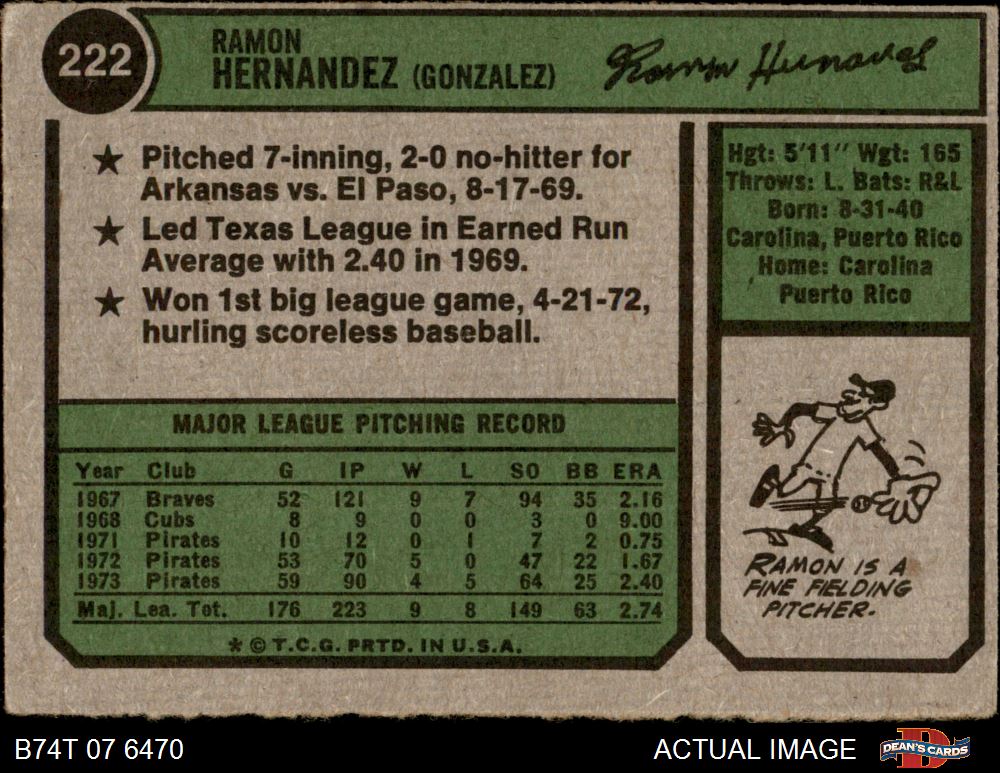 222
RAMON
HERNANDEZ (GONZALEZ)
Ramon Hernandez
★ Pitched 7-inning, 2-0 no-hitter for
Arkansas vs. El Paso, 8-17-69.
★ Led Texas League in Earned Run
Average with 2.40 in 1969.
★ Won 1st big league game, 4-21-72,
hurling scoreless baseball.
MAJOR LEAGUE PITCHING RECORD
Year Club G IP W L SO BB ERA
1967 Braves 52 121 9 7 94 35 2.16
1968 Cubs 8 9 0 0 3 0 9.00
1971 Pirates 10 12 0 1 7 2 0.75
1972 Pirates 53 70 5 0 47 22 1.67
1973 Pirates 59 90 4 5 64 25 2.40
Maj. Lea. Tot. 176 223 9 8 149 63 2.74
* © T.C.G. PRTD. IN U.S.A.
Hgt: 5'11" Wgt: 165
Throws: L. Bats: R&L
Born: 8-31-40
Carolina, Puerto Rico
Home: Carolina
Puerto Rico
RAMON IS A
FINE FIELDING
PITCHER.
B74T 07 6470
ACTUAL IMAGE
DEAN'S CARDS